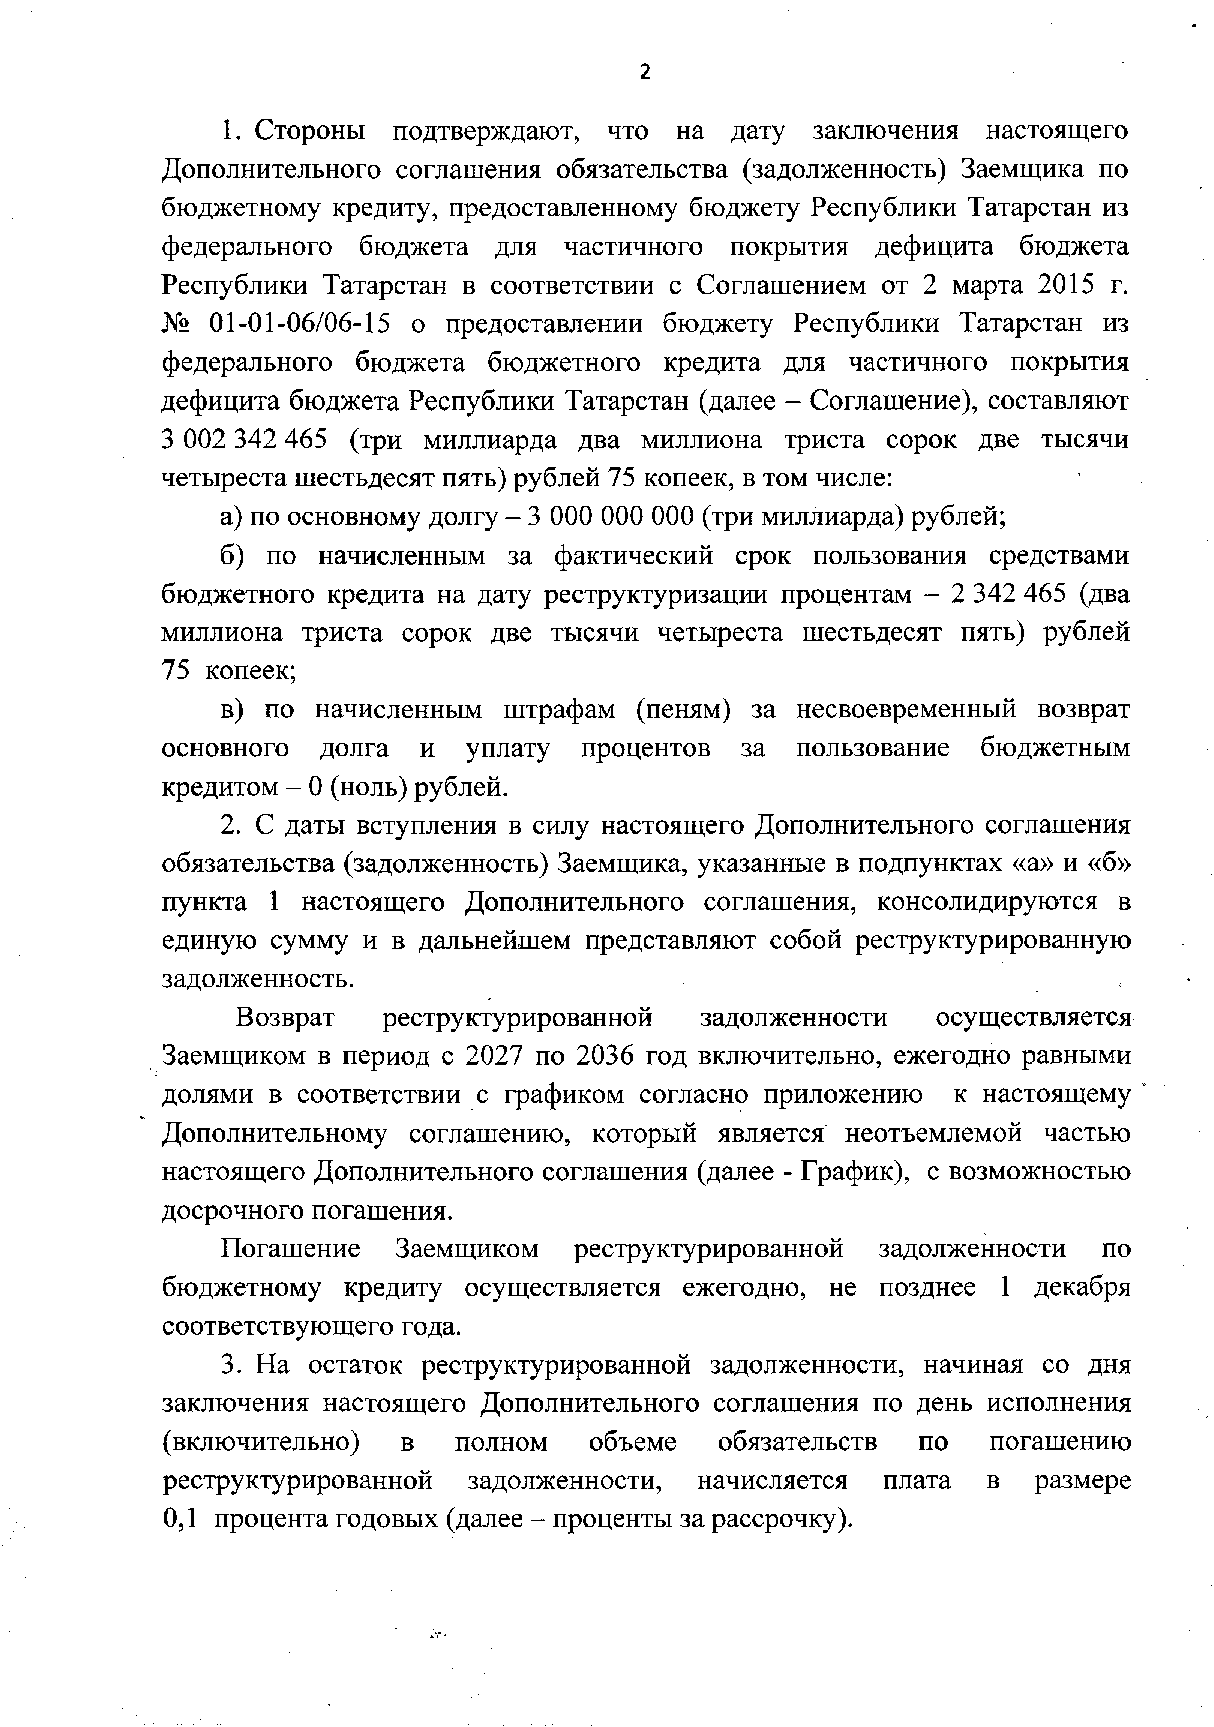 2
1. Стороны подтверждают, что на дату заключения настоящего
Дополнительного соглашения обязательства (задолженность) Заемщика по
бюджетному кредиту, предоставленному бюджету Республики Татарстан из
федерального бюджета для частичного покрытия дефицита бюджета
Республики Татарстан в соответствии с Соглашением от 2 марта 2015 г.
№ 01-01-06/06-15 о предоставлении бюджету Республики Татарстан из
федерального бюджета бюджетного кредита для частичного покрытия
дефицита бюджета Республики Татарстан (далее – Соглашение), составляют
3 002 342 465 (три миллиарда два миллиона триста сорок две тысячи
четыреста шестьдесят пять) рублей 75 копеек, в том числе:
а) по основному долгу – 3 000 000 000 (три миллиарда) рублей;
б) по начисленным за фактический срок пользования средствами
бюджетного кредита на дату реструктуризации процентам – 2 342 465 (два
миллиона триста сорок две тысячи четыреста шестьдесят пять) рублей
75 копеек;
в) по начисленным штрафам (пеням) за несвоевременный возврат
основного долга и уплату процентов за пользование бюджетным
кредитом – 0 (ноль) рублей.
2. С даты вступления в силу настоящего Дополнительного соглашения
обязательства (задолженность) Заемщика, указанные в подпунктах «а» и «б»
пункта 1 настоящего Дополнительного соглашения, консолидируются в
единую сумму и в дальнейшем представляют собой реструктурированную
задолженность.
Возврат реструктурированной задолженности осуществляется
Заемщиком в период с 2027 по 2036 год включительно, ежегодно равными
долями в соответствии с графиком согласно приложению к настоящему
Дополнительному соглашению, который является неотъемлемой частью
настоящего Дополнительного соглашения (далее - График), с возможностью
досрочного погашения.
Погашение Заемщиком реструктурированной задолженности по
бюджетному кредиту осуществляется ежегодно, не позднее 1 декабря
соответствующего года.
3. На остаток реструктурированной задолженности, начиная со дня
заключения настоящего Дополнительного соглашения по день исполнения
(включительно) в полном объеме обязательств по погашению
реструктурированной задолженности, начисляется плата в размере
0,1 процента годовых (далее – проценты за рассрочку).